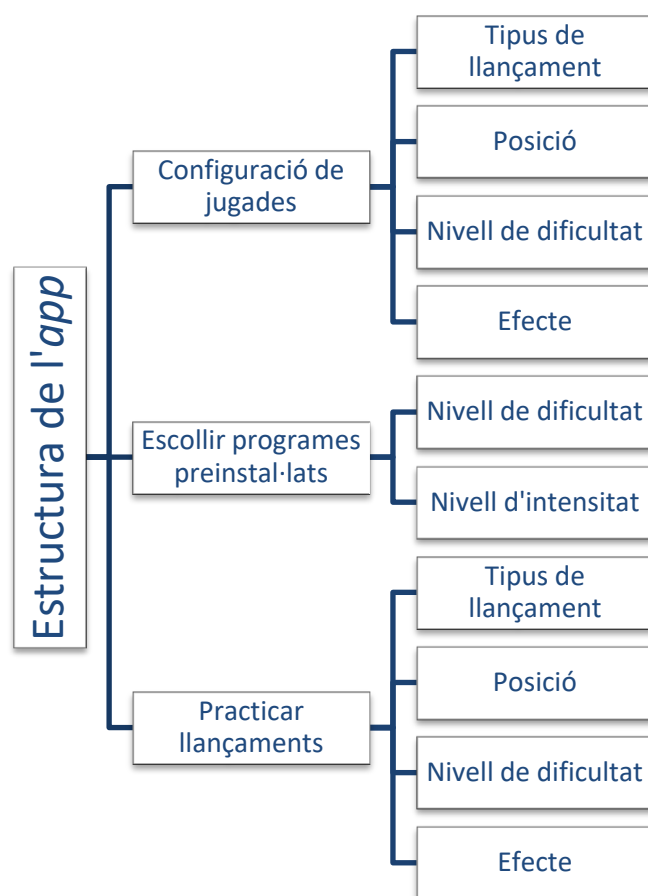 Estructura de l'app
Configuració de
jugades
Tipus de
llançament
Posició
Nivell de dificultat
Efecte
Escollir programes
preinstal·lats
Nivell de dificultat
Nivell d'intensitat
Practicar
llançaments
Tipus de
llançament
Posició
Nivell de dificultat
Efecte